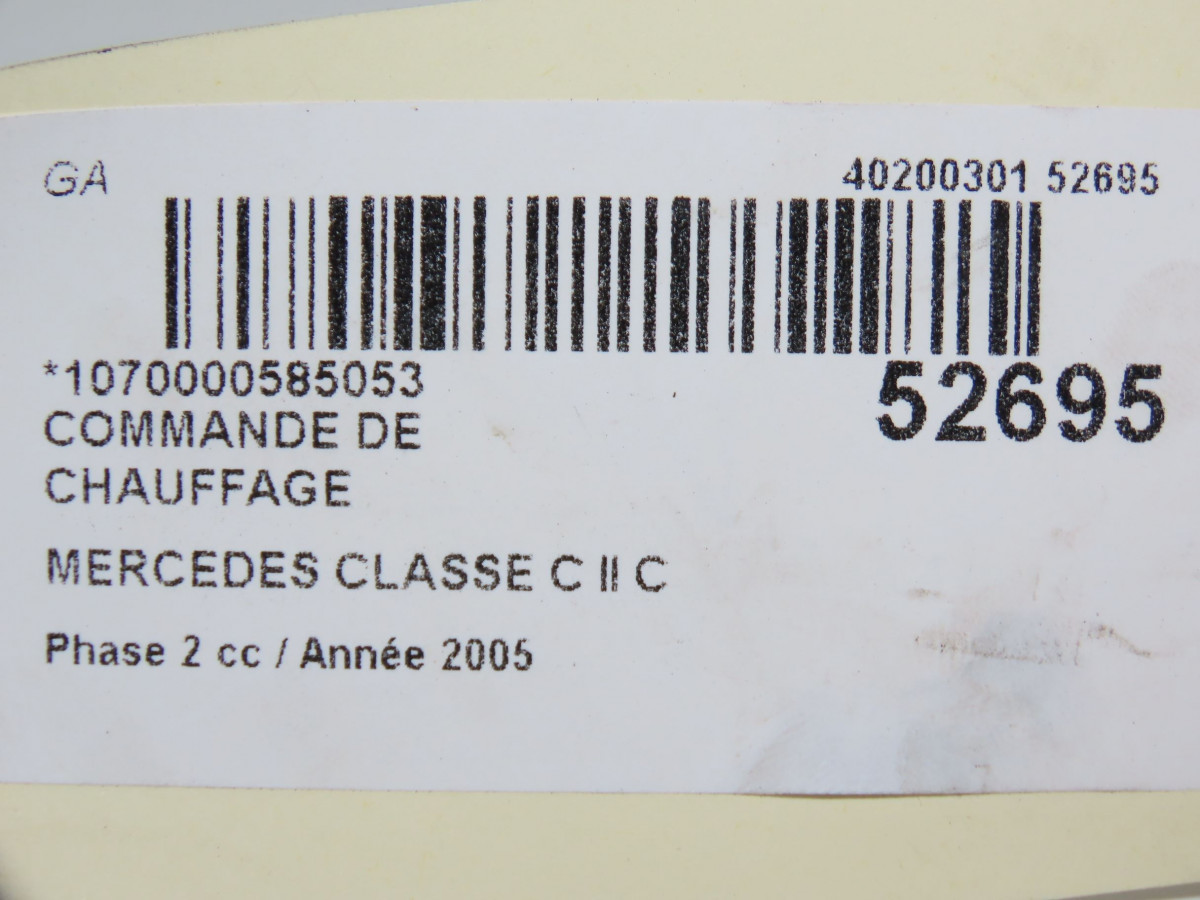 GA
40200301 52695
*1070000585053
52695
COMMANDE DE
CHAUFFAGE
MERCEDES CLASSE C II C
Phase 2 cc / Année 2005